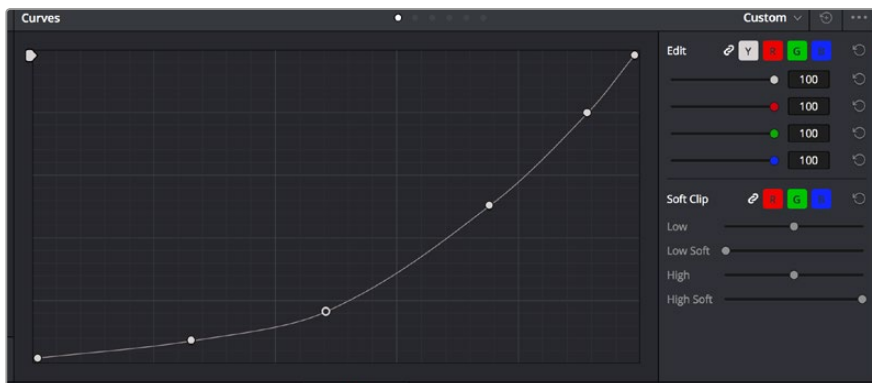 Curves
Custom
Edit
Y
R
G
B
100
100
100
100
Soft Clip
R
G
B
Low
Low Soft
High
High Soft